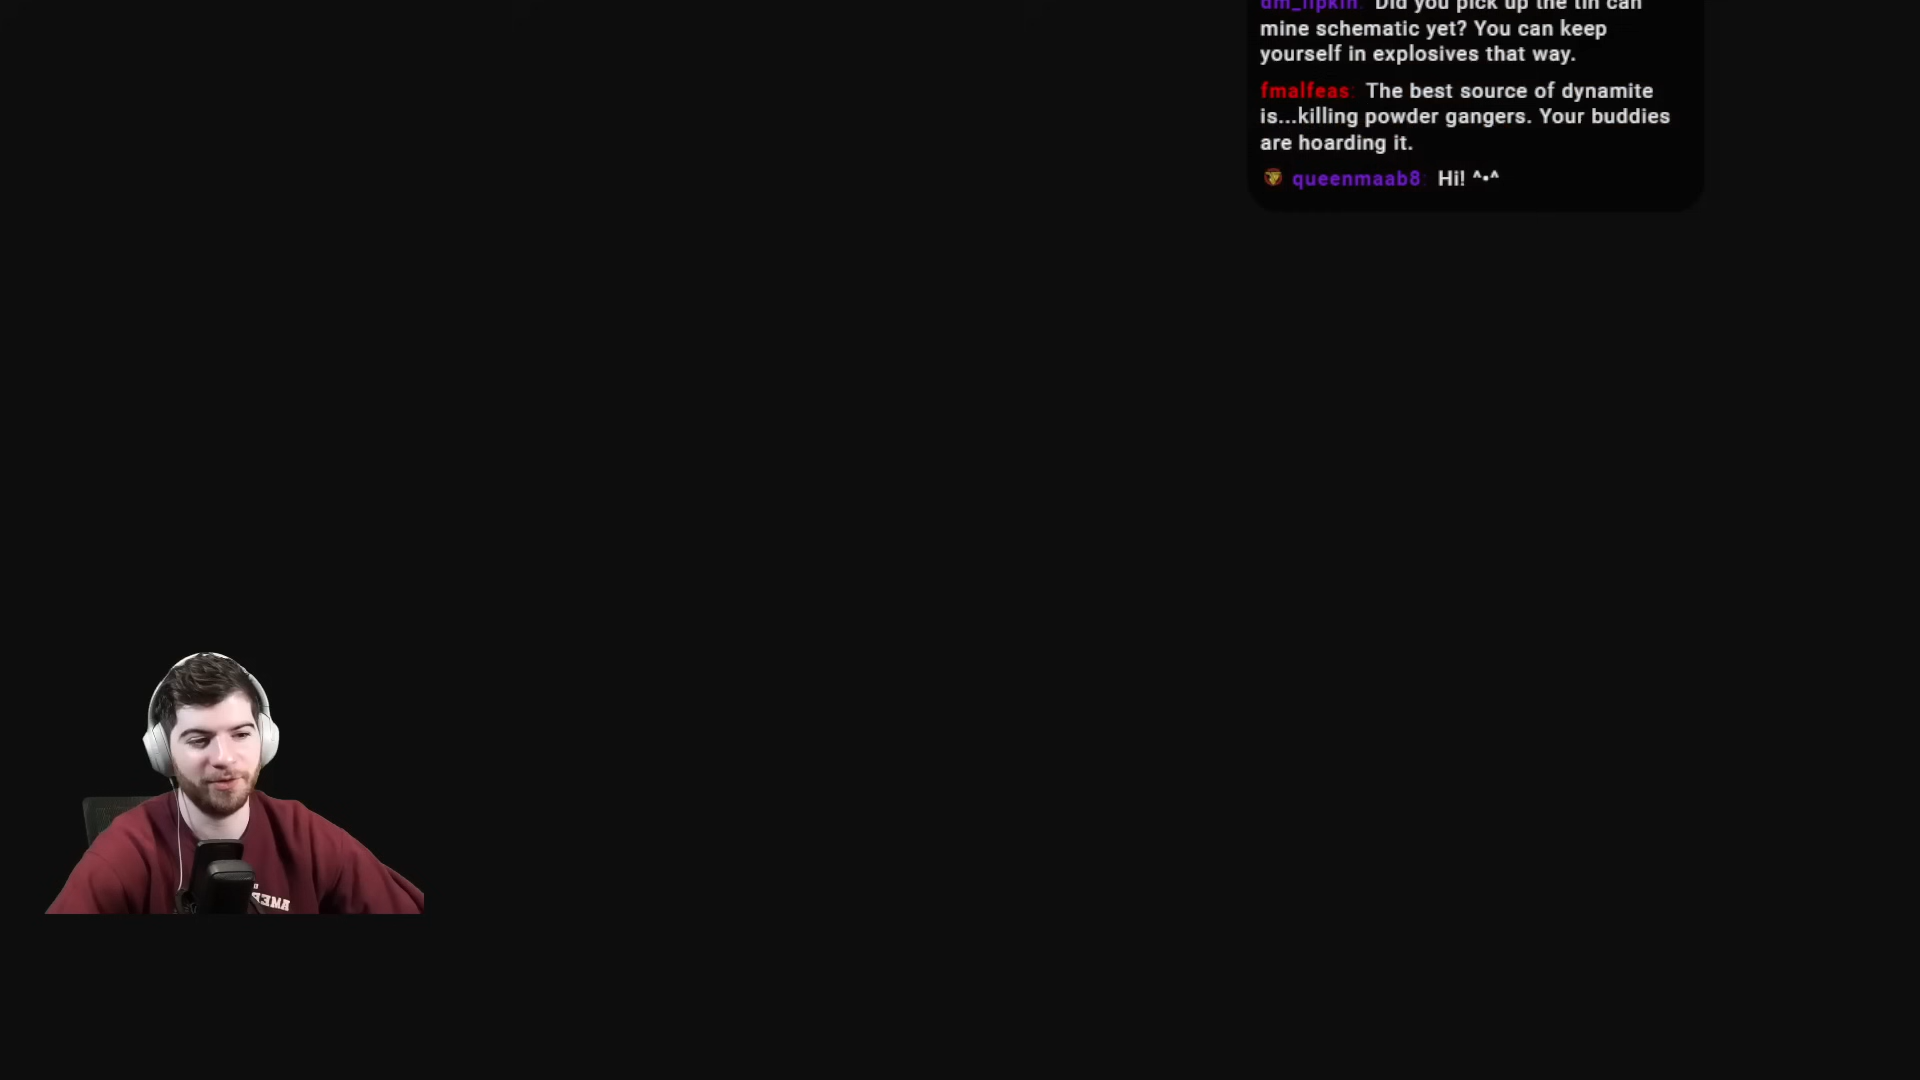 dm_lipkin: Did you pick up the tin can
mine schematic yet? You can keep
yourself in explosives that way.
fmalfeas: The best source of dynamite
is...killing powder gangers. Your buddies
are hoarding it.
queenmaab8: Hi! ^•^